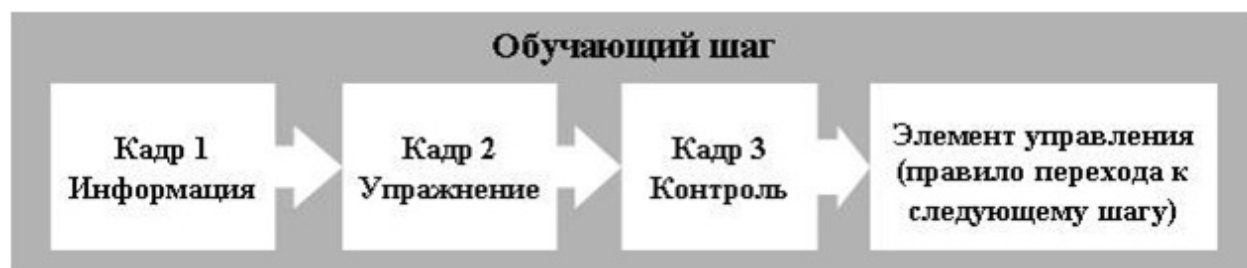 Обучающий шаг
Кадр 1
Информация
Кадр 2
Упражнение
Кадр 3
Контроль
Элемент управления
(правило перехода к
следующему шагу)